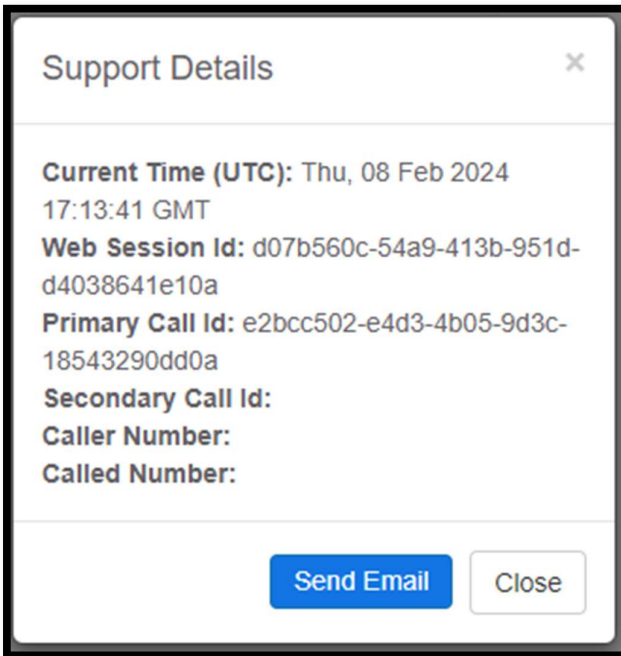 Support Details ×
Current Time (UTC): Thu, 08 Feb 2024
17:13:41 GMT
Web Session Id: d07b560c-54a9-413b-951d-
d4038641e10a
Primary Call Id: e2bcc502-e4d3-4b05-9d3c-
18543290dd0a
Secondary Call Id:
Caller Number:
Called Number:
Send Email Close